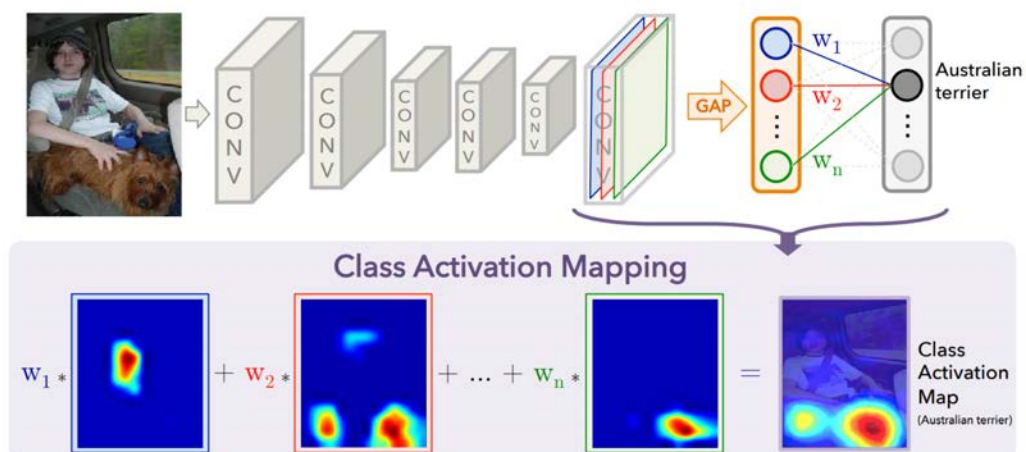 CONV
CONV
CONV
CONV
CONV
CONV
GAP
w1
w2
wn
Australian
terrier
Class Activation Mapping
w1 * + w2 * + ... + wn * =
Class
Activation
Map
(Australian terrier)